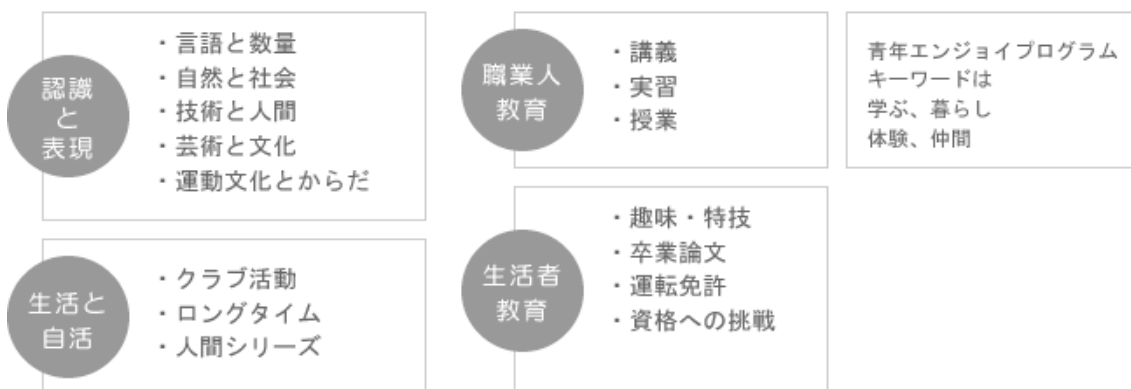 認識
と
表現
・言語と数量
・自然と社会
・技術と人間
・芸術と文化
・運動文化とからだ
生活と
自活
・クラブ活動
・ロングタイム
・人間シリーズ
職業人
教育
・講義
・実習
・授業
生活者
教育
・趣味・特技
・卒業論文
・運転免許
・資格への挑戦
青年エンジョイプログラム
キーワードは
学ぶ、暮らし
体験、仲間